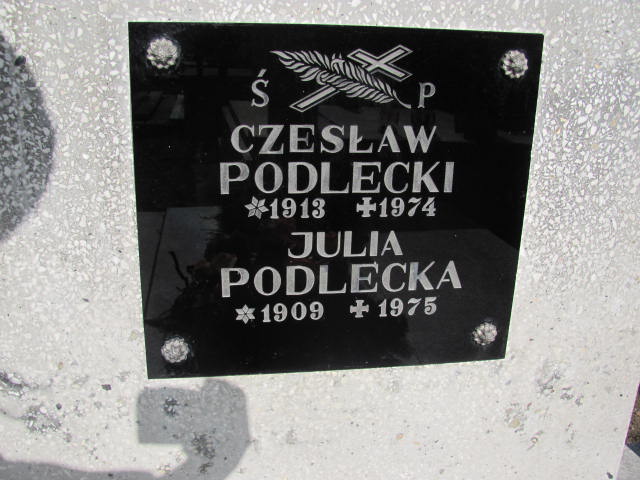 Ś P
CZESŁAW
PODLECKI
*1913 ✝1974
JULIA
PODLECKA
*1909 ✝1975